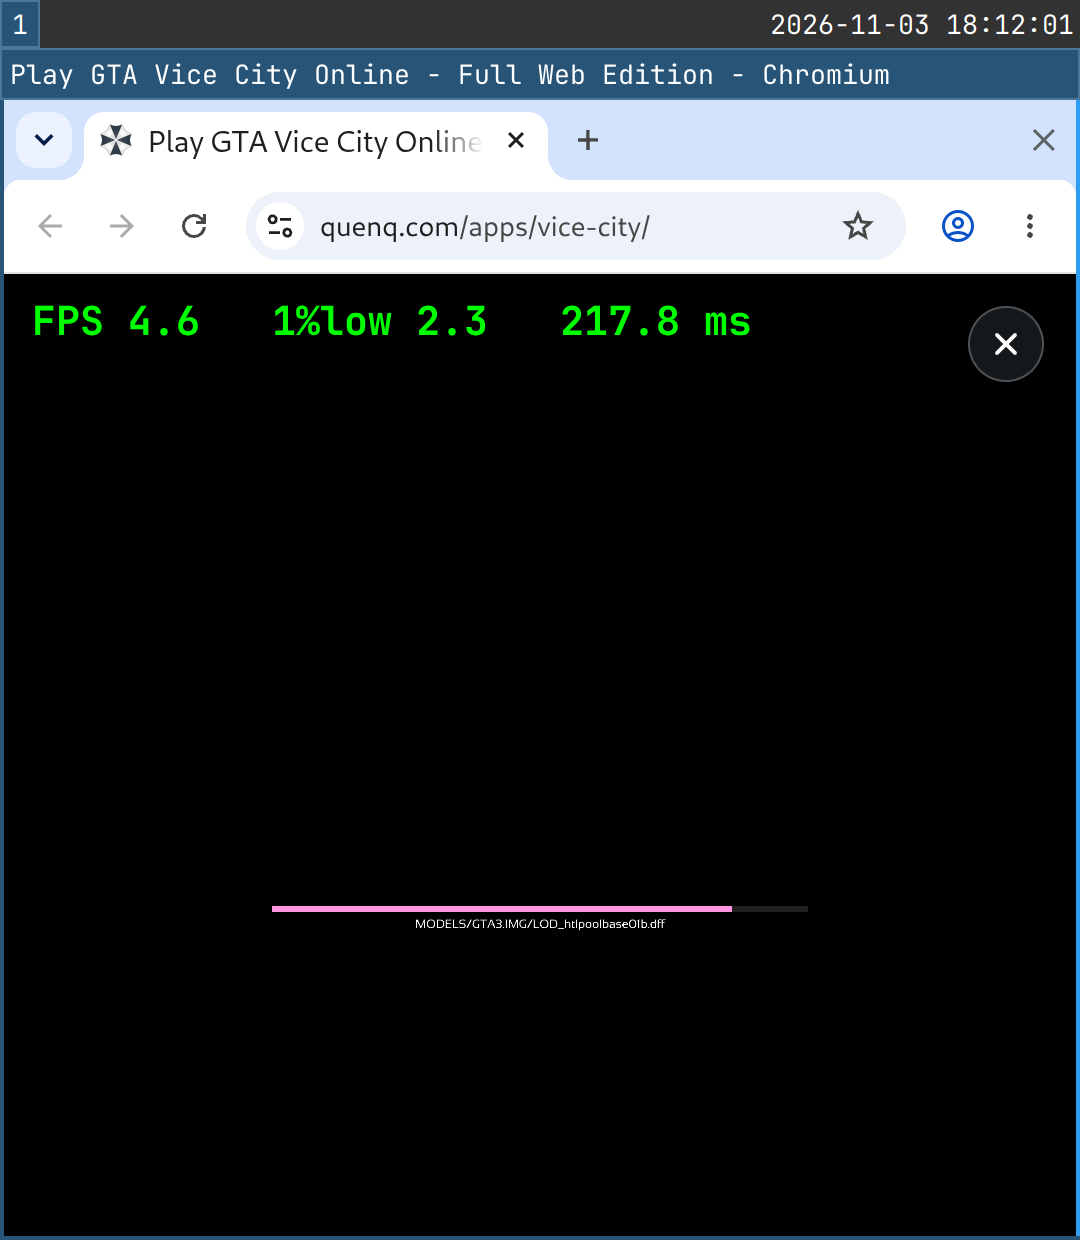 1
2026-11-03 18:12:01
Play GTA Vice City Online - Full Web Edition - Chromium
Play GTA Vice City Online
quenq.com/apps/vice-city/
FPS 4.6 1%low 2.3 217.8 ms
MODELS/GTA3.IMG/LOD_htlpoolbase01b.dff